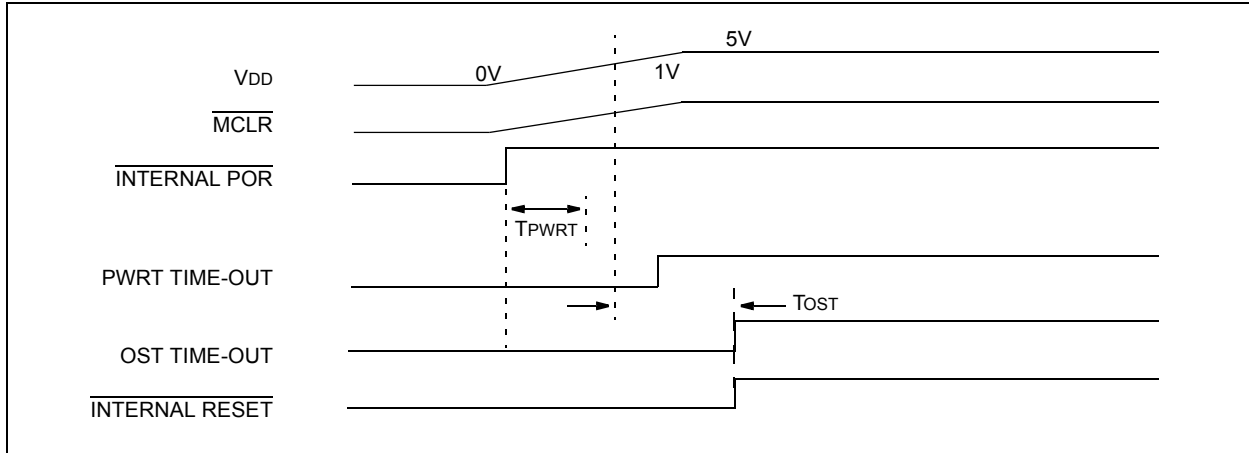 5V
VDD
0V
1V
MCLR
INTERNAL POR
TPWRT
PWRT TIME-OUT
TOST
OST TIME-OUT
INTERNAL RESET